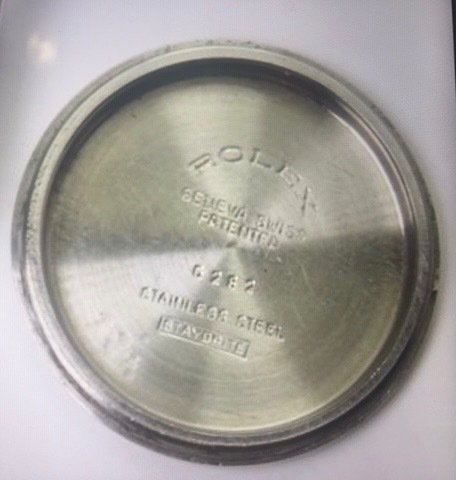 ROLEX
GENEVA SWISS
PATENTED
6282
STAINLESS STEEL
STAYBRITE